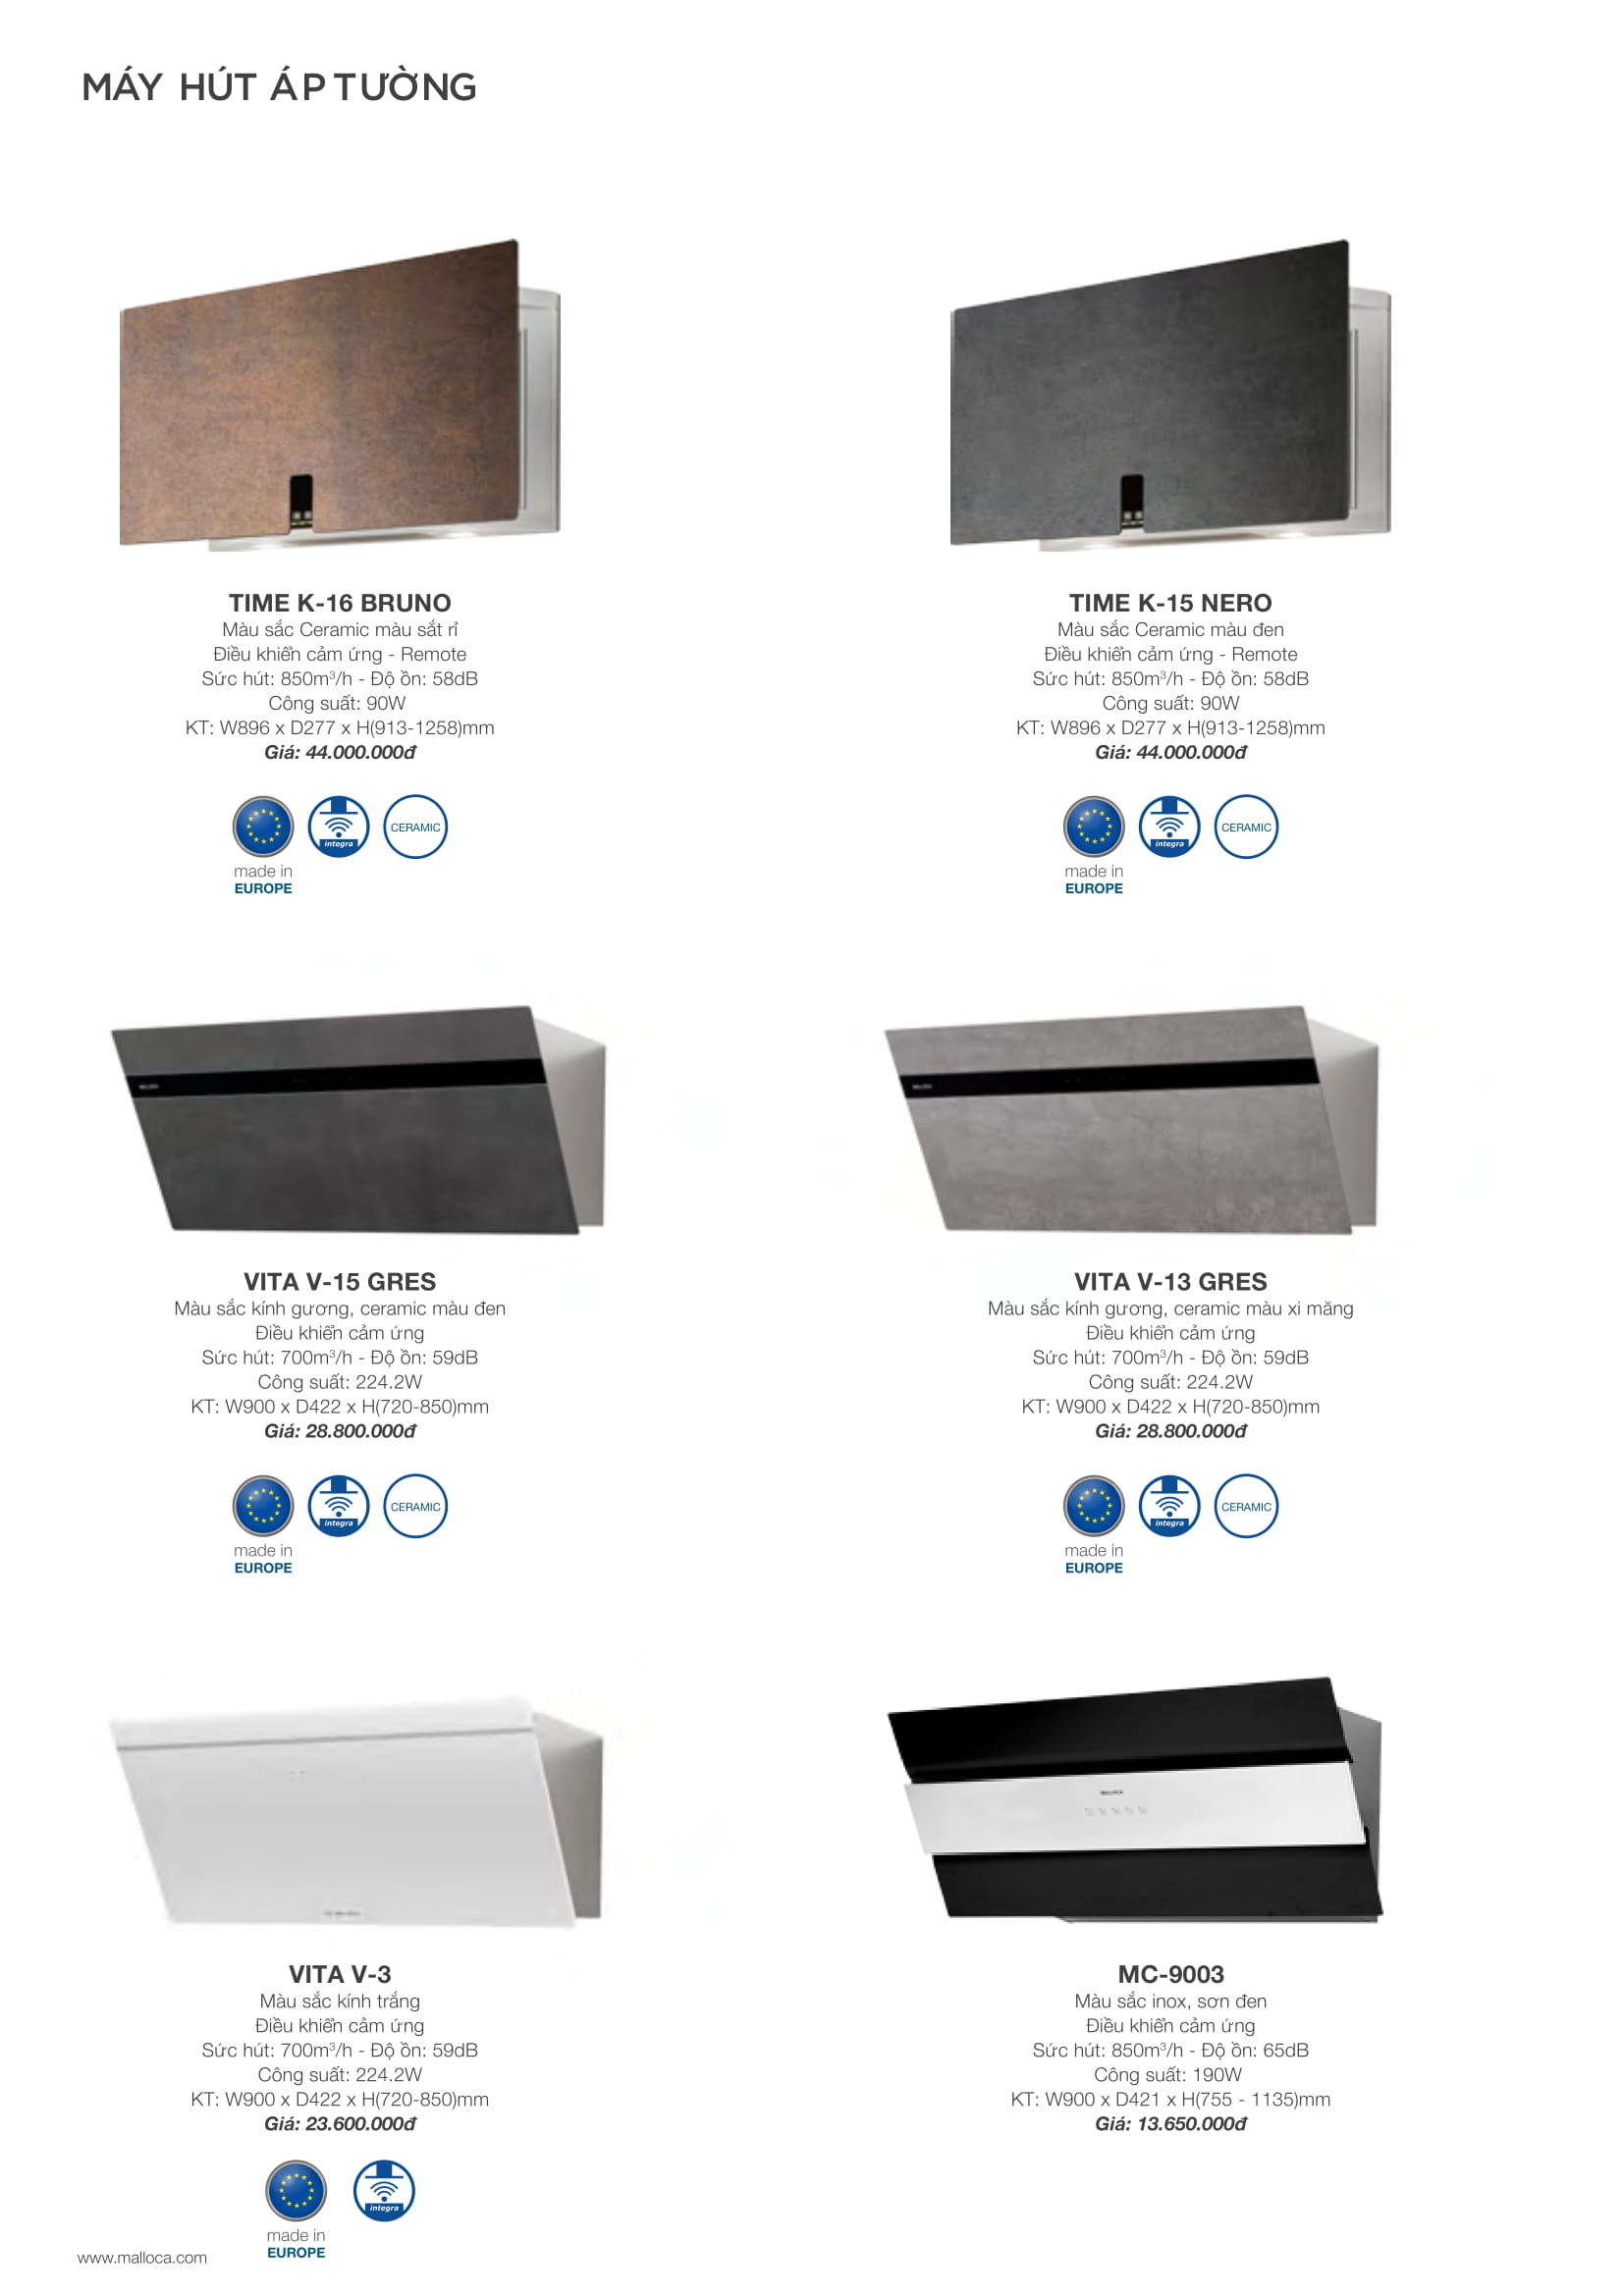 MÁY HÚT ÁP TƯỜNG
TIME K-16 BRUNO
Màu sắc Ceramic màu sắt rỉ
Điều khiển cảm ứng - Remote
Sức hút: 850m³/h - Độ ồn: 58dB
Công suất: 90W
KT: W896 x D277 x H(913-1258)mm
Giá: 44.000.000đ
integra
CERAMIC
made in
EUROPE
TIME K-15 NERO
Màu sắc Ceramic màu đen
Điều khiển cảm ứng - Remote
Sức hút: 850m³/h - Độ ồn: 58dB
Công suất: 90W
KT: W896 x D277 x H(913-1258)mm
Giá: 44.000.000đ
integra
CERAMIC
made in
EUROPE
VITA V-15 GRES
Màu sắc kính gương, ceramic màu đen
Điều khiển cảm ứng
Sức hút: 700m³/h - Độ ồn: 59dB
Công suất: 224.2W
KT: W900 x D422 x H(720-850)mm
Giá: 28.800.000đ
integra
CERAMIC
made in
EUROPE
VITA V-13 GRES
Màu sắc kính gương, ceramic màu xi măng
Điều khiển cảm ứng
Sức hút: 700m³/h - Độ ồn: 59dB
Công suất: 224.2W
KT: W900 x D422 x H(720-850)mm
Giá: 28.800.000đ
integra
CERAMIC
made in
EUROPE
VITA V-3
Màu sắc kính trắng
Điều khiển cảm ứng
Sức hút: 700m³/h - Độ ồn: 59dB
Công suất: 224.2W
KT: W900 x D422 x H(720-850)mm
Giá: 23.600.000đ
integra
made in
EUROPE
MC-9003
Màu sắc inox, sơn đen
Điều khiển cảm ứng
Sức hút: 850m³/h - Độ ồn: 65dB
Công suất: 190W
KT: W900 x D421 x H(755 - 1135)mm
Giá: 13.650.000đ
www.malloca.com